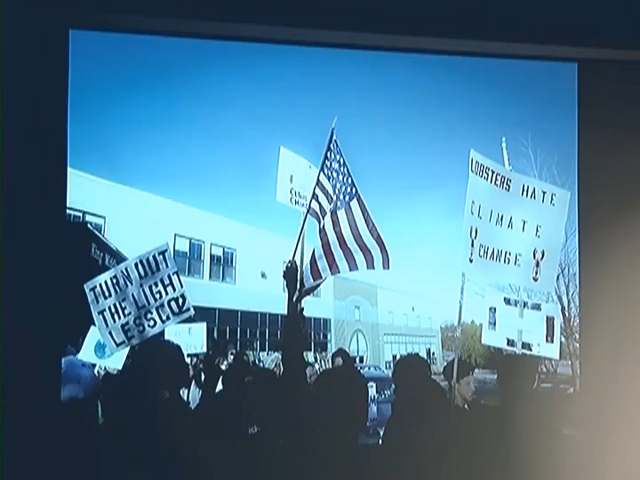 LOBSTERS HATE
CLIMATE
CHANGE
TURN OUT
THE LIGHT
LESS CO2